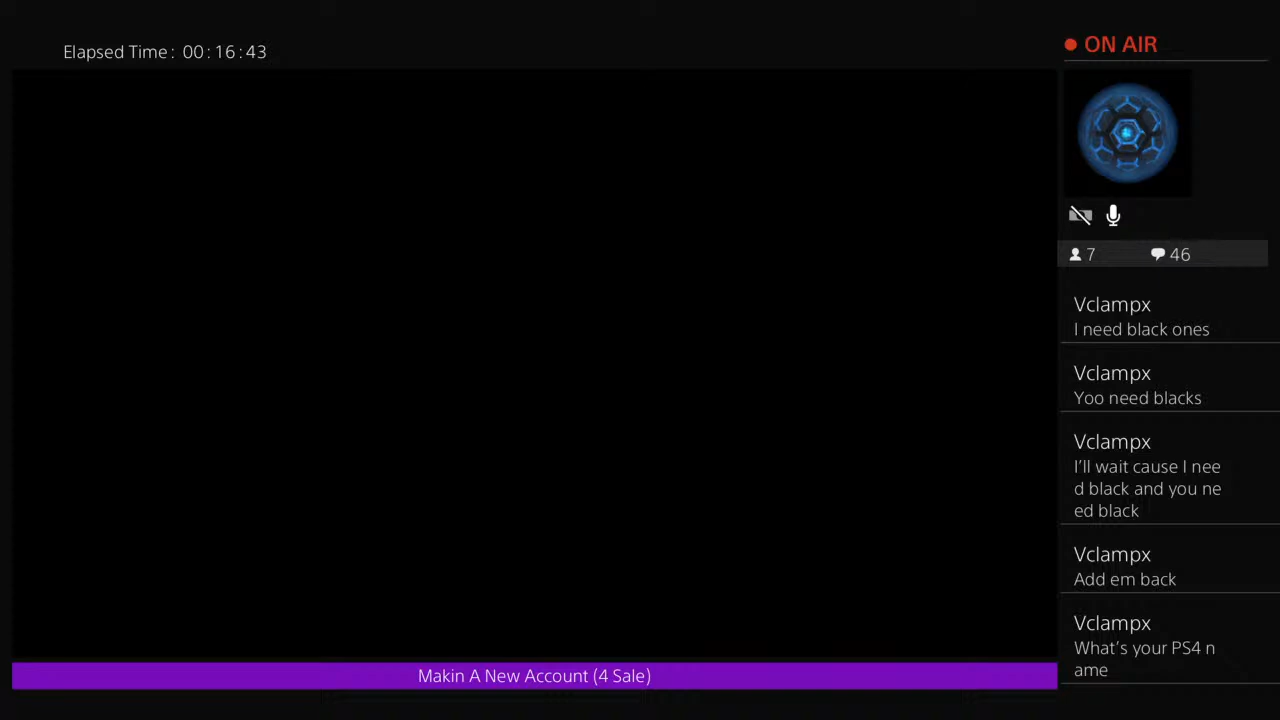 Elapsed Time: 00:16:43
ON AIR
7 46
Vclampx
I need black ones
Vclampx
Yoo need blacks
Vclampx
I'll wait cause I nee
d black and you ne
ed black
Vclampx
Add em back
Vclampx
What's your PS4 n
ame
Makin A New Account (4 Sale)